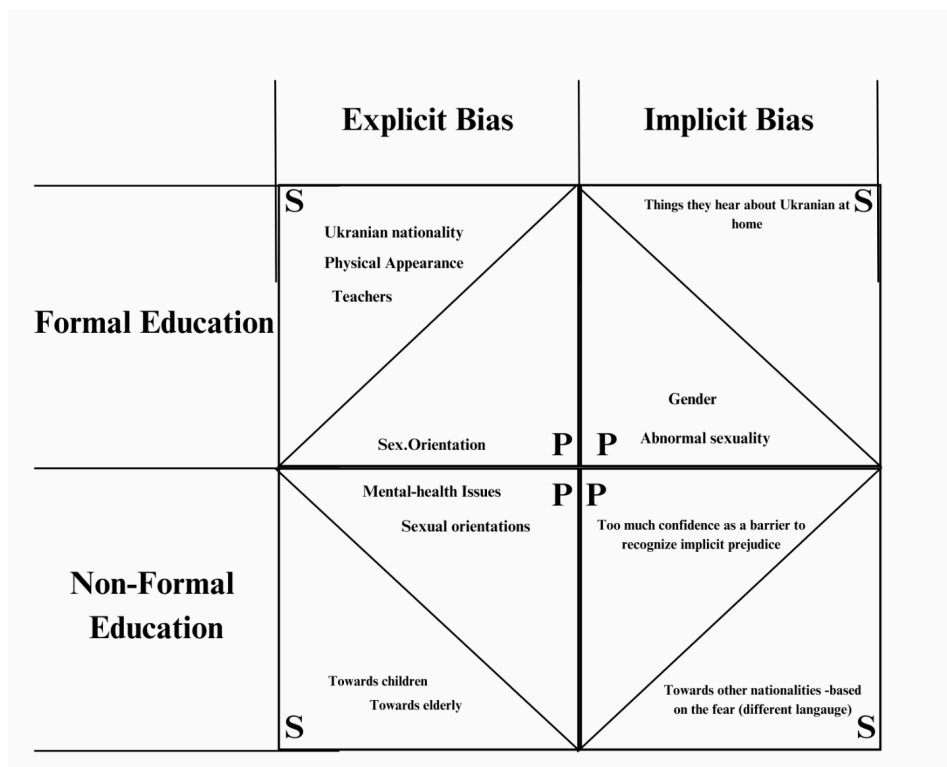 Explicit Bias
Implicit Bias
Formal Education
S
Ukranian nationality
Physical Appearance
Teachers
Sex.Orientation
P
Things they hear about Ukranian at
home
S
Gender
P
Abnormal sexuality
Non-Formal
Education
Mental-health Issues
P
Sexual orientations
Towards children
Towards elderly
S
P
Too much confidence as a barrier to
recognize implicit prejudice
Towards other nationalities -based
on the fear (different langauge)
S